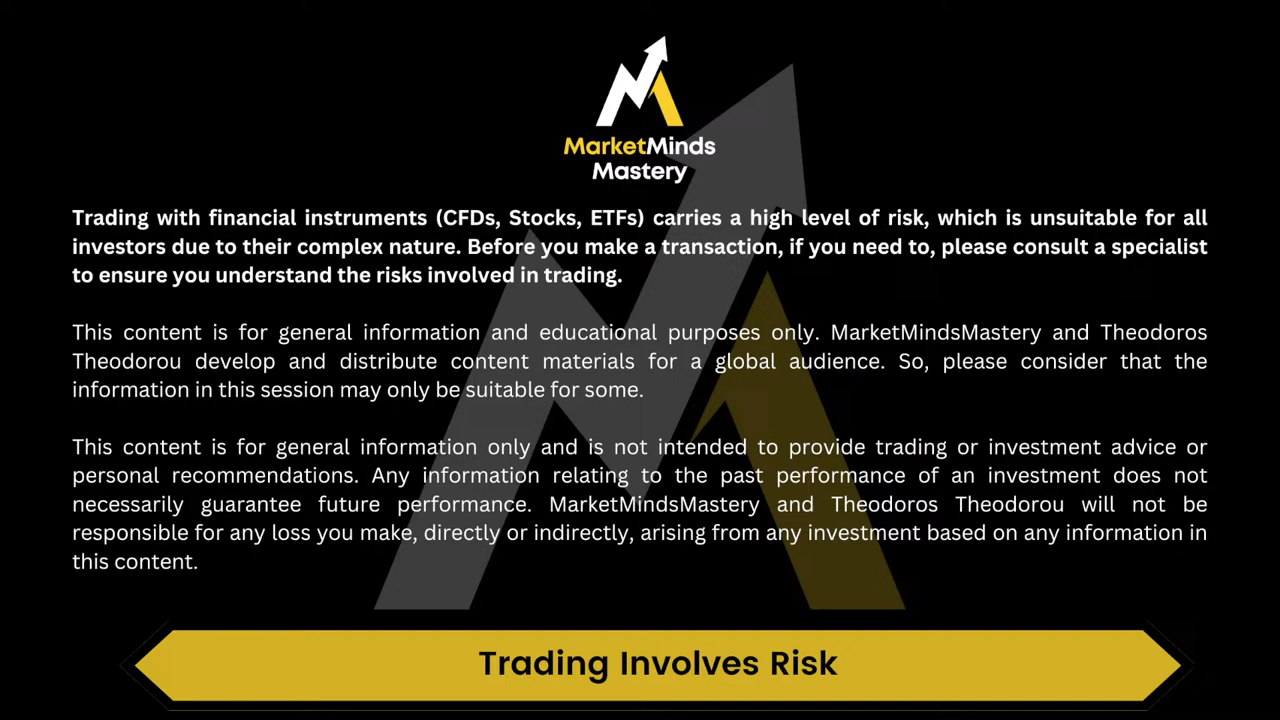 MarketMinds
Mastery
Trading with financial instruments (CFDs, Stocks, ETFs) carries a high level of risk, which is unsuitable for all
investors due to their complex nature. Before you make a transaction, if you need to, please consult a specialist
to ensure you understand the risks involved in trading.
This content is for general information and educational purposes only. MarketMindsMastery and Theodoros
Theodorou develop and distribute content materials for a global audience. So, please consider that the
information in this session may only be suitable for some.
This content is for general information only and is not intended to provide trading or investment advice or
personal recommendations. Any information relating to the past performance of an investment does not
necessarily guarantee future performance. MarketMindsMastery and Theodoros Theodorou will not be
responsible for any loss you make, directly or indirectly, arising from any investment based on any information in
this content.
Trading Involves Risk